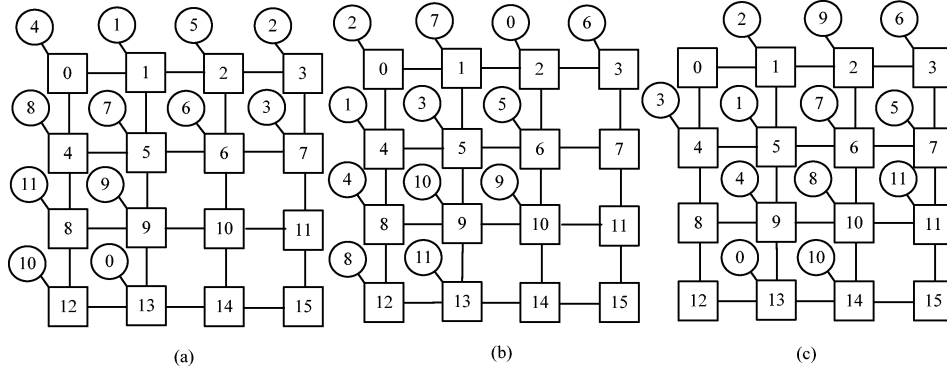 4 1 5 2 2 7 0 6 2 9 6
0 1 2 3 0 1 2 3 0 1 2 3
8 7 6 3 1 3 5 3 1 7 5
4 5 6 7 4 5 6 7 4 5 6 7
11 9 4 10 9 4 8 11
8 9 10 11 8 9 10 11 8 9 10 11
10 0 8 11 0 10
12 13 14 15 12 13 14 15 12 13 14 15
(a) (b) (c)